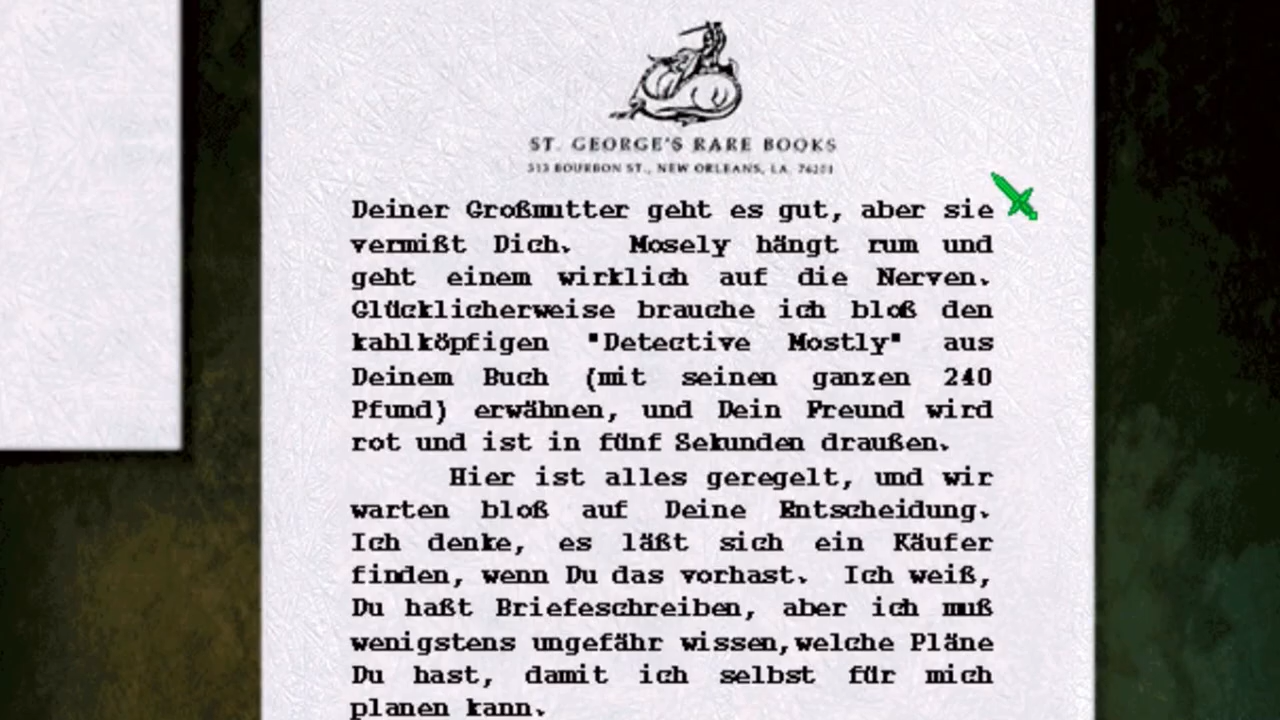 ST. GEORGE'S RARE BOOKS
313 BOURBON ST., NEW ORLEANS, LA.
Deiner Großmutter geht es gut, aber sie
vermißt Dich. Mosely hängt rum und
geht einem wirklich auf die Nerven.
Glücklicherweise brauche ich bloß den
kahlköpfigen "Detective Mostly" aus
Deinem Buch (mit seinen ganzen 240
Pfund) erwähnen, und Dein Freund wird
rot und ist in fünf Sekunden draußen.
Hier ist alles geregelt, und wir
warten bloß auf Deine Entscheidung.
Ich denke, es läßt sich ein Käufer
finden, wenn Du das vorhast. Ich weiß,
Du haßt Briefeschreiben, aber ich muß
wenigstens ungefähr wissen,welche Pläne
Du hast, damit ich selbst für mich
planen kann.